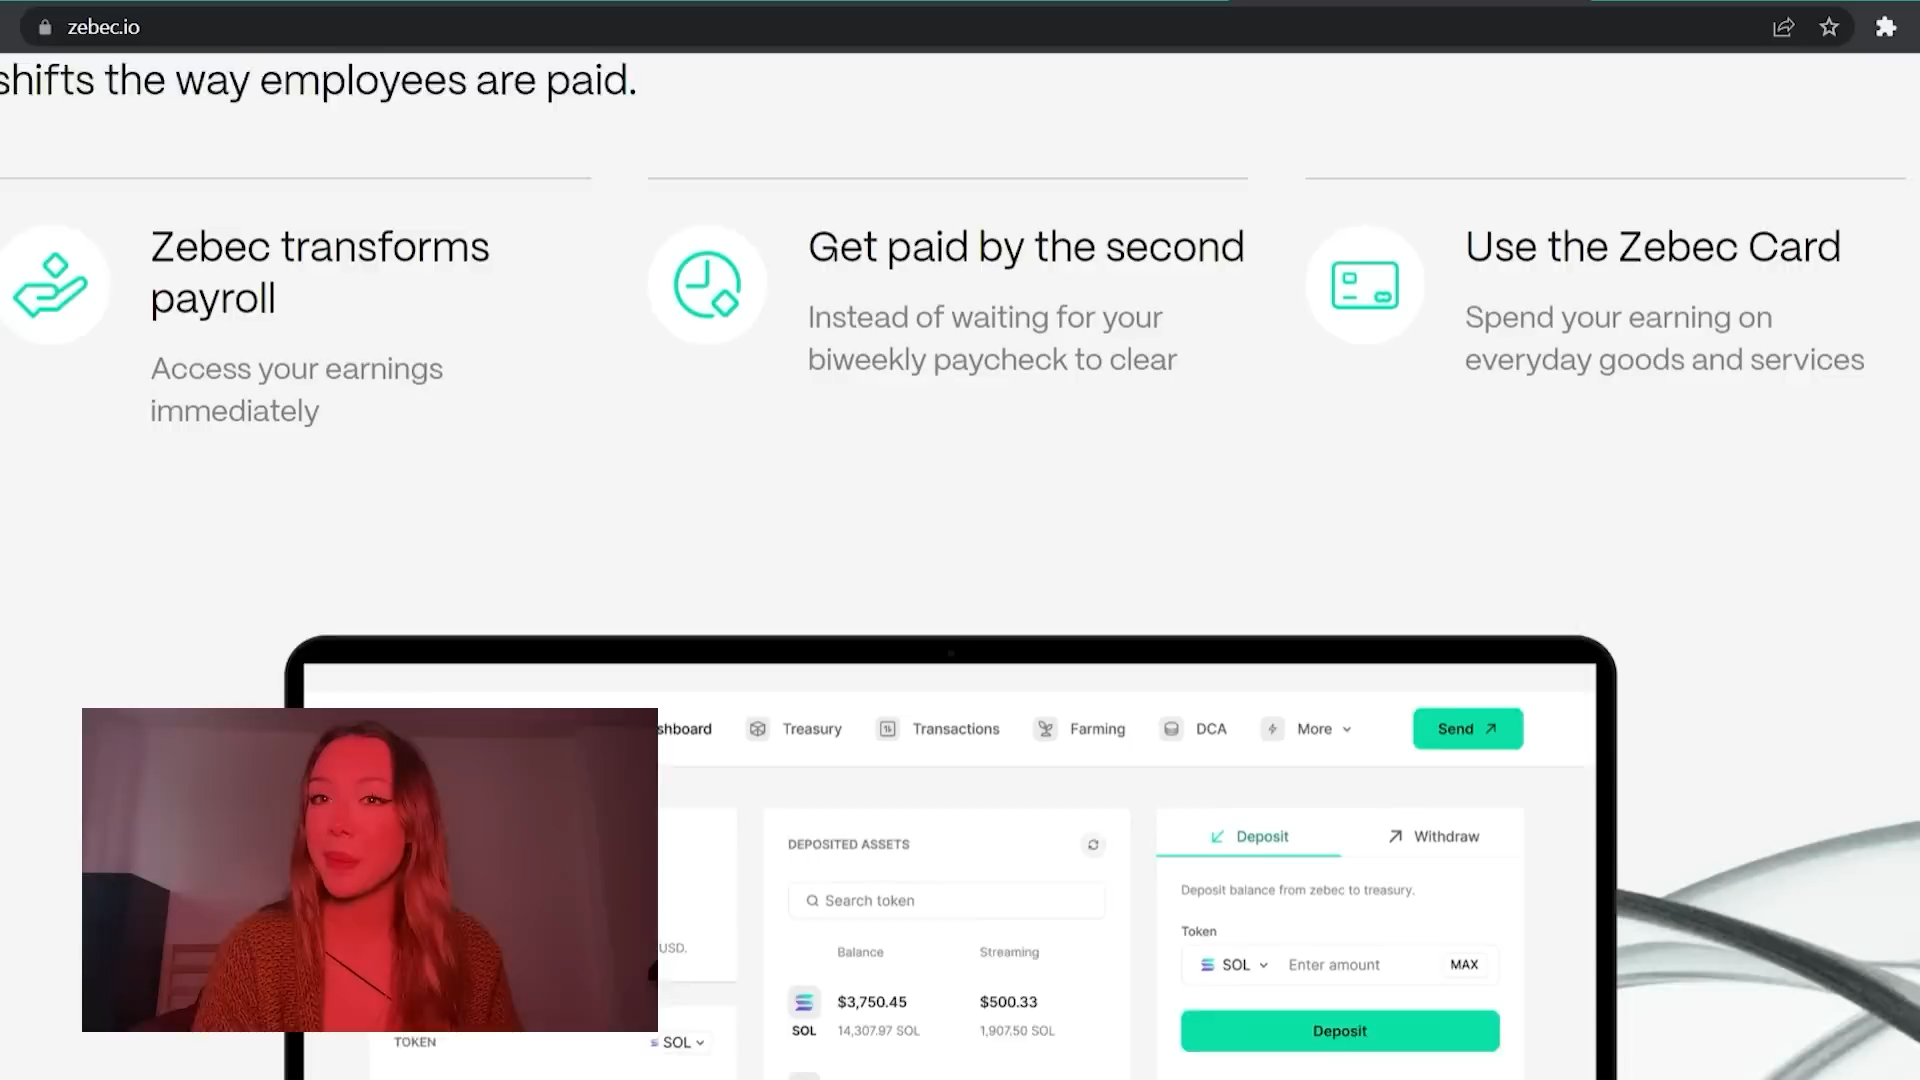 zebec.io
shifts the way employees are paid.
Zebec transforms
payroll
Access your earnings
immediately
Get paid by the second
Instead of waiting for your
biweekly paycheck to clear
Use the Zebec Card
Spend your earning on
everyday goods and services
shboard Treasury Transactions Farming DCA More Send
DEPOSITED ASSETS
Search token
Balance Streaming
$3,750.45 $500.33
SOL 14,307.97 SOL 1,907.50 SOL
Deposit Withdraw
Deposit balance from zebec to treasury.
Token
SOL Enter amount MAX
Deposit
USD.
TOKEN SOL